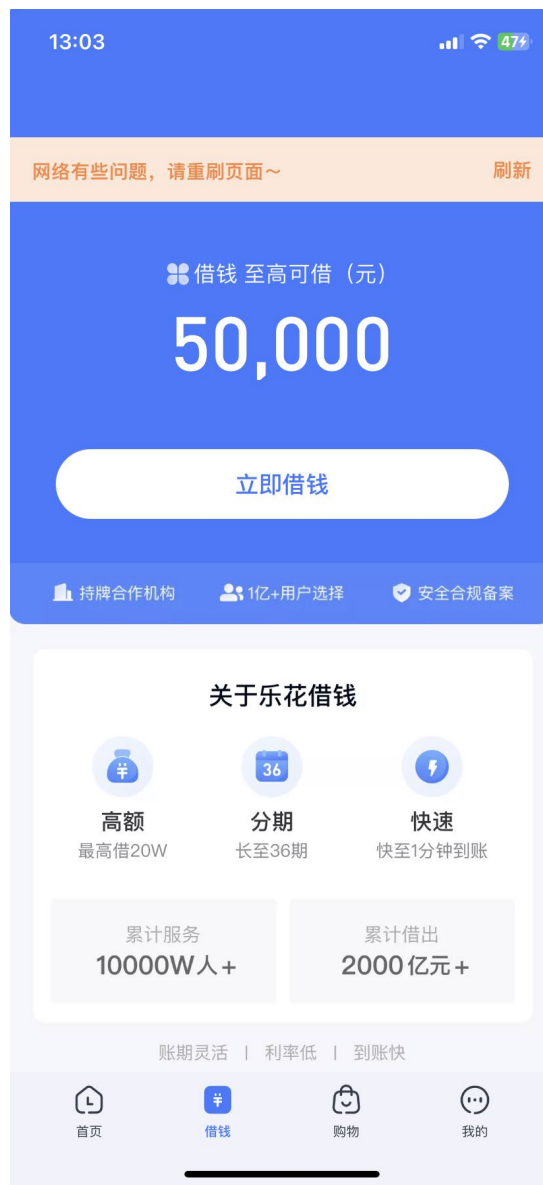 13:03
47
网络有些问题，请重刷页面～ 刷新
借钱 至高可借（元）
50,000
立即借钱
持牌合作机构 1亿+用户选择 安全合规备案
关于乐花借钱
36
高额 分期 快速
最高借20W 长至36期 快至1分钟到账
累计服务 累计借出
10000W人+ 2000亿元+
账期灵活 | 利率低 | 到账快
首页 借钱 购物 我的